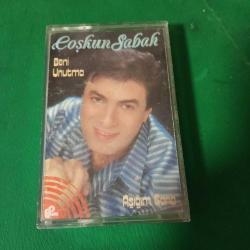 Coşkun Sabah
Beni
Unutma
Aşığım Sana